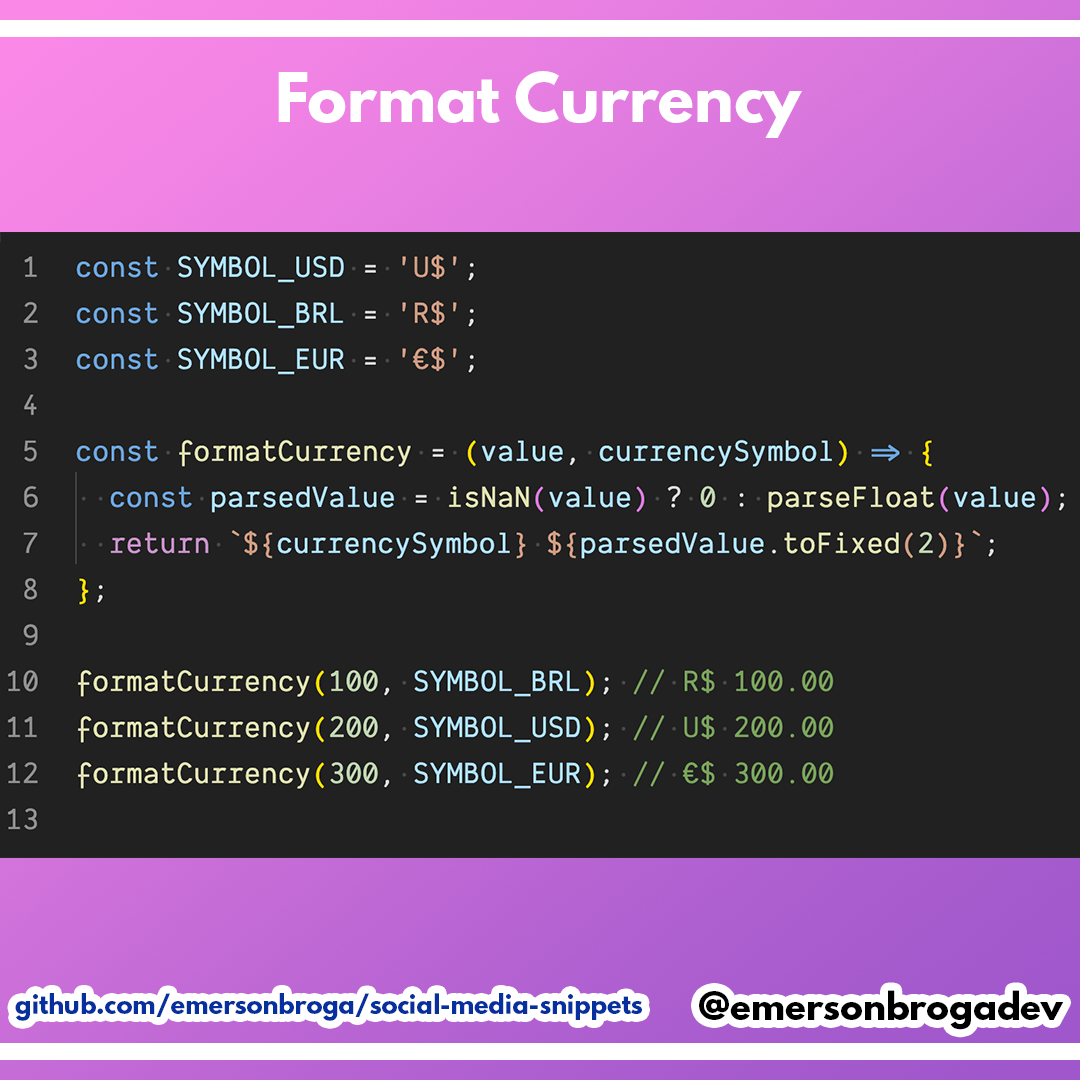 Format Currency
1 const SYMBOL_USD = 'U$';
2 const SYMBOL_BRL = 'R$';
3 const SYMBOL_EUR = '€$';
4
5 const formatCurrency = (value, currencySymbol) => {
6   const parsedValue = isNaN(value) ? 0 : parseFloat(value);
7   return `${currencySymbol} ${parsedValue.toFixed(2)}`;
8 };
9
10 formatCurrency(100, SYMBOL_BRL); // R$ 100.00
11 formatCurrency(200, SYMBOL_USD); // U$ 200.00
12 formatCurrency(300, SYMBOL_EUR); // €$ 300.00
13
github.com/emersonbroga/social-media-snippets
@emersonbrogadev